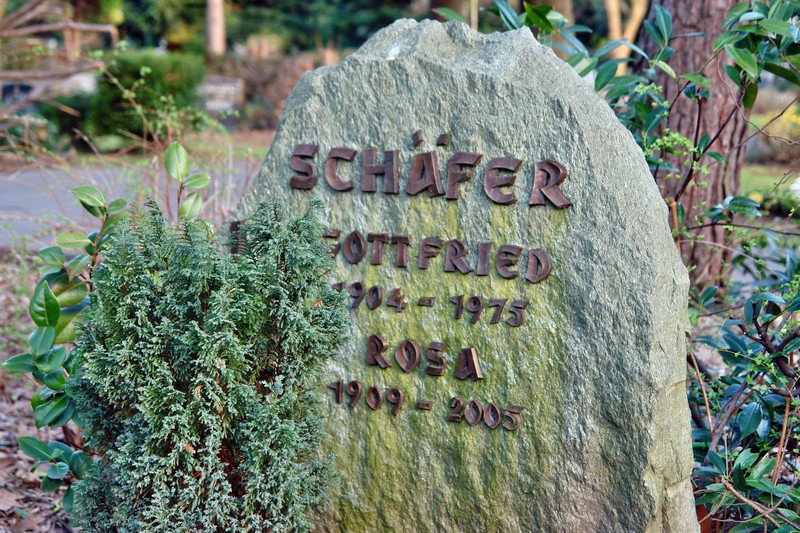 SCHÄFER
GOTTFRIED
1904 - 1975
ROSA
1909 - 2005